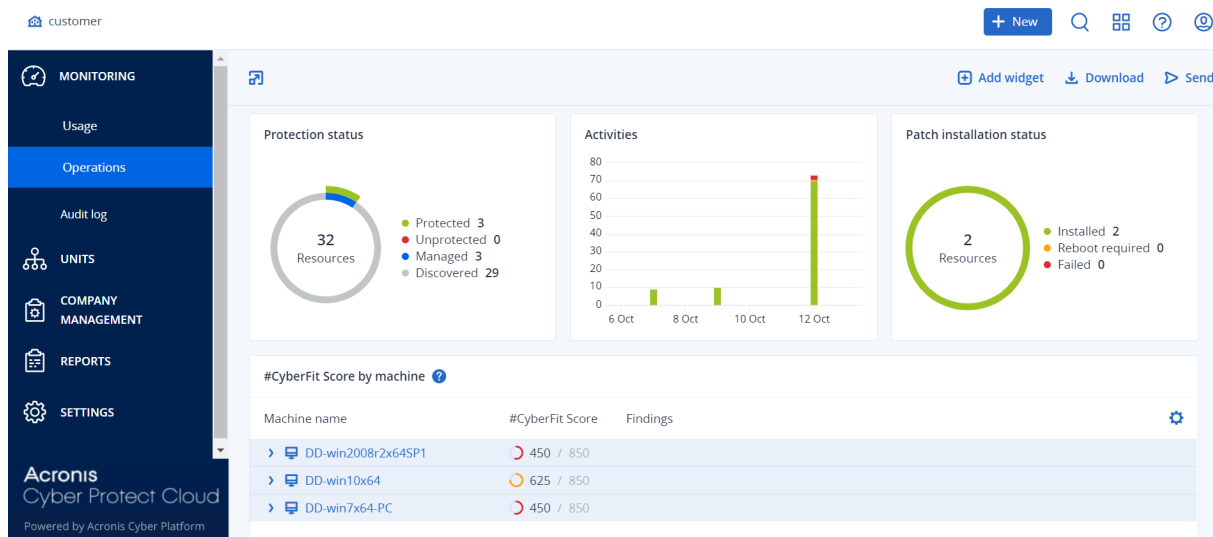 customer
+ New
MONITORING
Usage
Operations
Audit log
UNITS
COMPANY
MANAGEMENT
REPORTS
SETTINGS
Acronis
Cyber Protect Cloud
Powered by Acronis Cyber Platform
Add widget
Download
Send
Protection status
32
Resources
Protected 3
Unprotected 0
Managed 3
Discovered 29
Activities
80
70
60
50
40
30
20
10
0
6 Oct 8 Oct 10 Oct 12 Oct
Patch installation status
2
Resources
Installed 2
Reboot required 0
Failed 0
#CyberFit Score by machine ?
Machine name #CyberFit Score Findings
DD-win2008r2x64SP1 450 / 850
DD-win10x64 625 / 850
DD-win7x64-PC 450 / 850